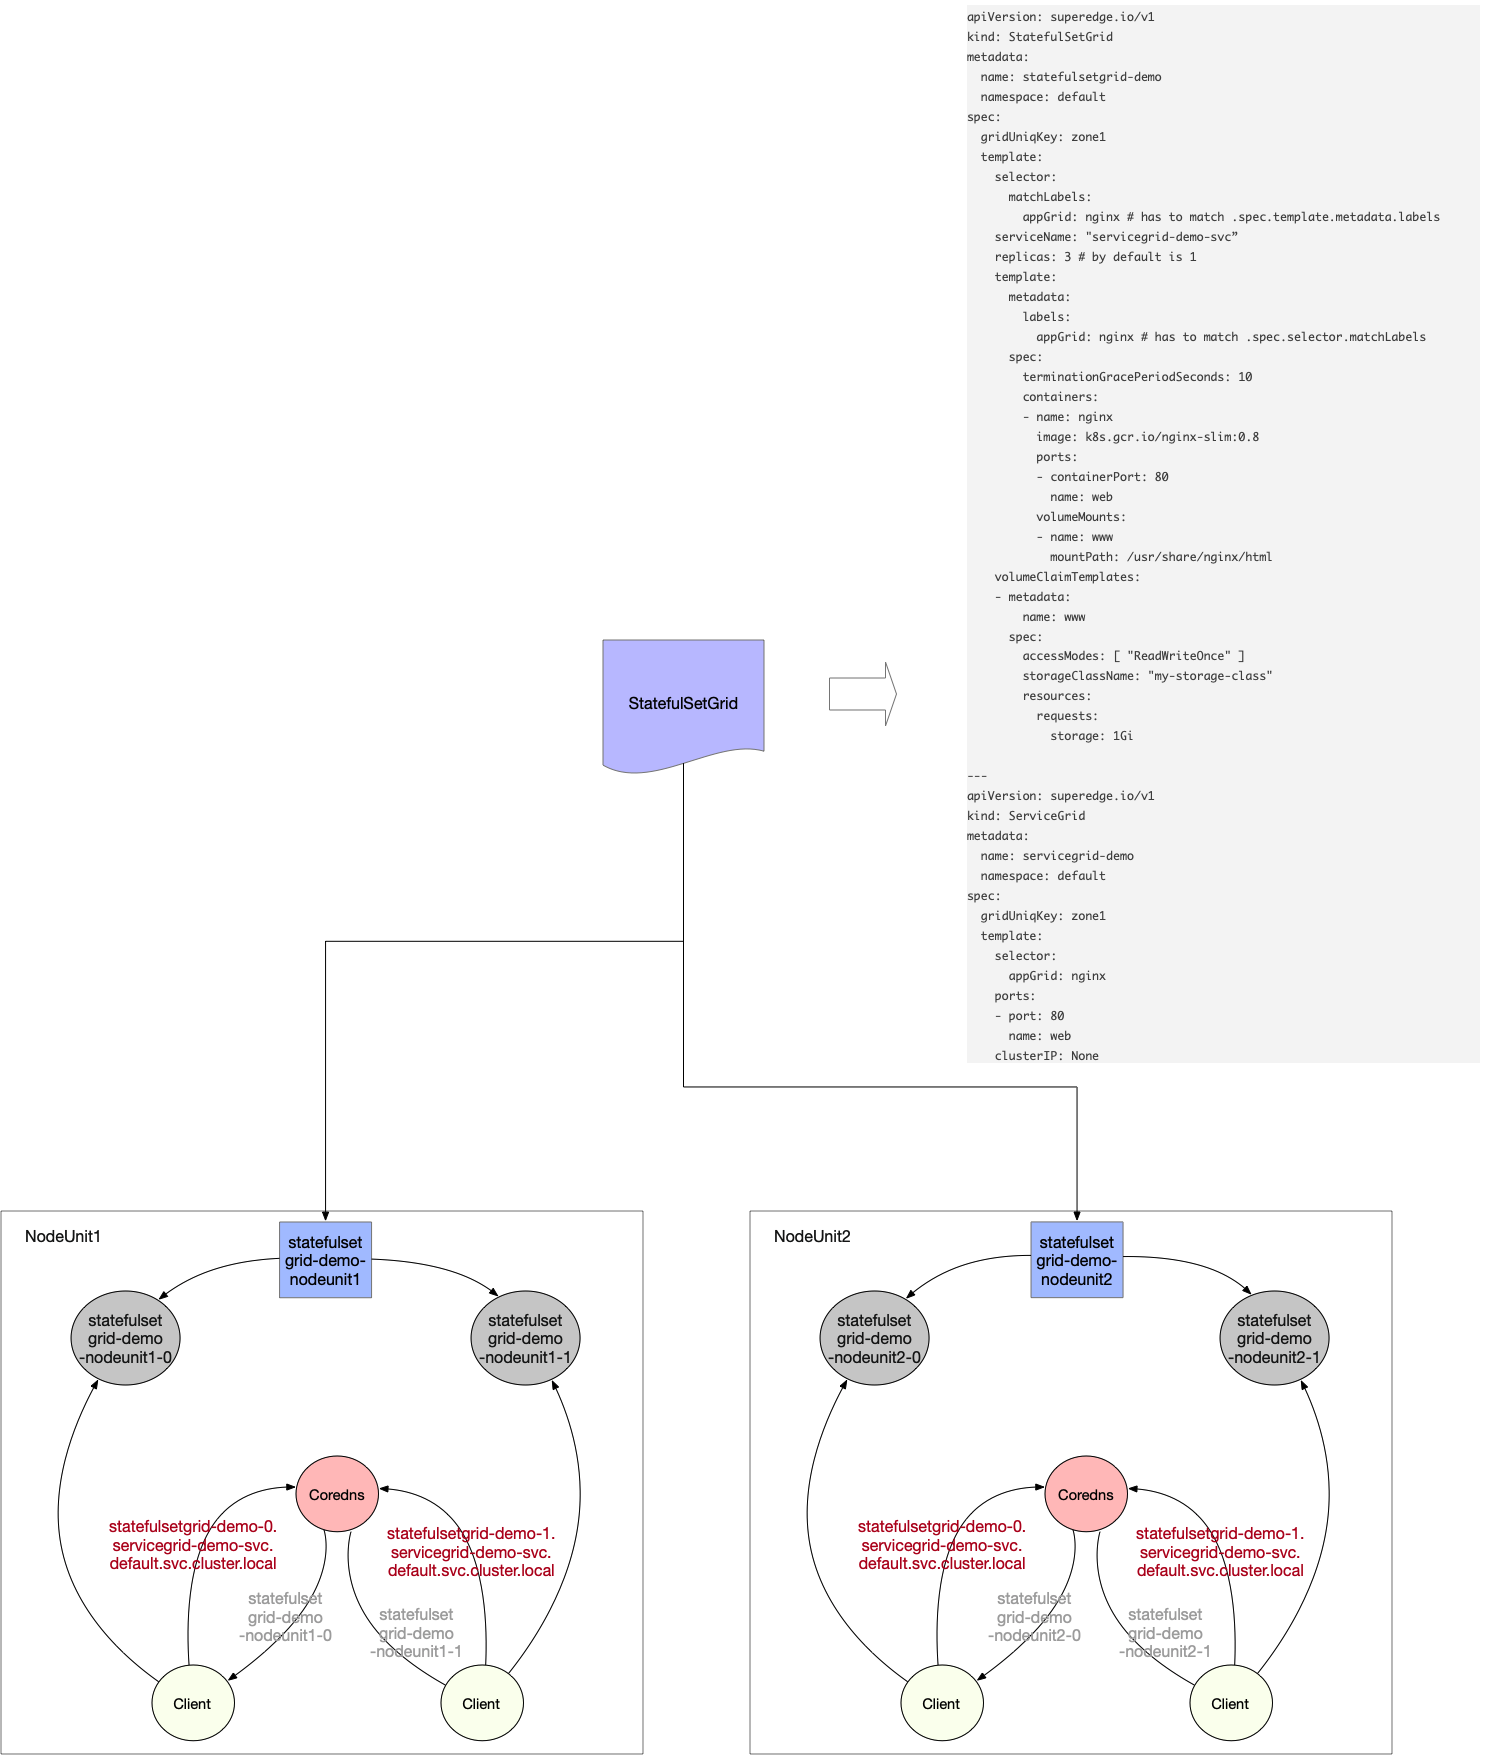 apiVersion: superedge.io/v1
kind: StatefulSetGrid
metadata:
  name: statefulsetgrid-demo
  namespace: default
spec:
  gridUniqKey: zone1
  template:
    selector:
      matchLabels:
        appGrid: nginx # has to match .spec.template.metadata.labels
    serviceName: "servicegrid-demo-svc”
    replicas: 3 # by default is 1
    template:
      metadata:
        labels:
          appGrid: nginx # has to match .spec.selector.matchLabels
      spec:
        terminationGracePeriodSeconds: 10
        containers:
        - name: nginx
          image: k8s.gcr.io/nginx-slim:0.8
          ports:
          - containerPort: 80
            name: web
          volumeMounts:
          - name: www
            mountPath: /usr/share/nginx/html
    volumeClaimTemplates:
    - metadata:
        name: www
      spec:
        accessModes: [ "ReadWriteOnce" ]
        storageClassName: "my-storage-class"
        resources:
          requests:
            storage: 1Gi
---
apiVersion: superedge.io/v1
kind: ServiceGrid
metadata:
  name: servicegrid-demo
  namespace: default
spec:
  gridUniqKey: zone1
  template:
    selector:
      appGrid: nginx
    ports:
    - port: 80
      name: web
    clusterIP: None
StatefulSetGrid
NodeUnit1
statefulset
grid-demo-
nodeunit1
statefulset
grid-demo
-nodeunit1-0
statefulset
grid-demo
-nodeunit1-1
Coredns
statefulsetgrid-demo-0.
servicegrid-demo-svc.
default.svc.cluster.local
statefulsetgrid-demo-1.
servicegrid-demo-svc.
default.svc.cluster.local
statefulset
grid-demo
-nodeunit1-0
statefulset
grid-demo
-nodeunit1-1
Client
Client
NodeUnit2
statefulset
grid-demo-
nodeunit2
statefulset
grid-demo
-nodeunit2-0
statefulset
grid-demo
-nodeunit2-1
Coredns
statefulsetgrid-demo-0.
servicegrid-demo-svc.
default.svc.cluster.local
statefulsetgrid-demo-1.
servicegrid-demo-svc.
default.svc.cluster.local
statefulset
grid-demo
-nodeunit2-0
statefulset
grid-demo
-nodeunit2-1
Client
Client